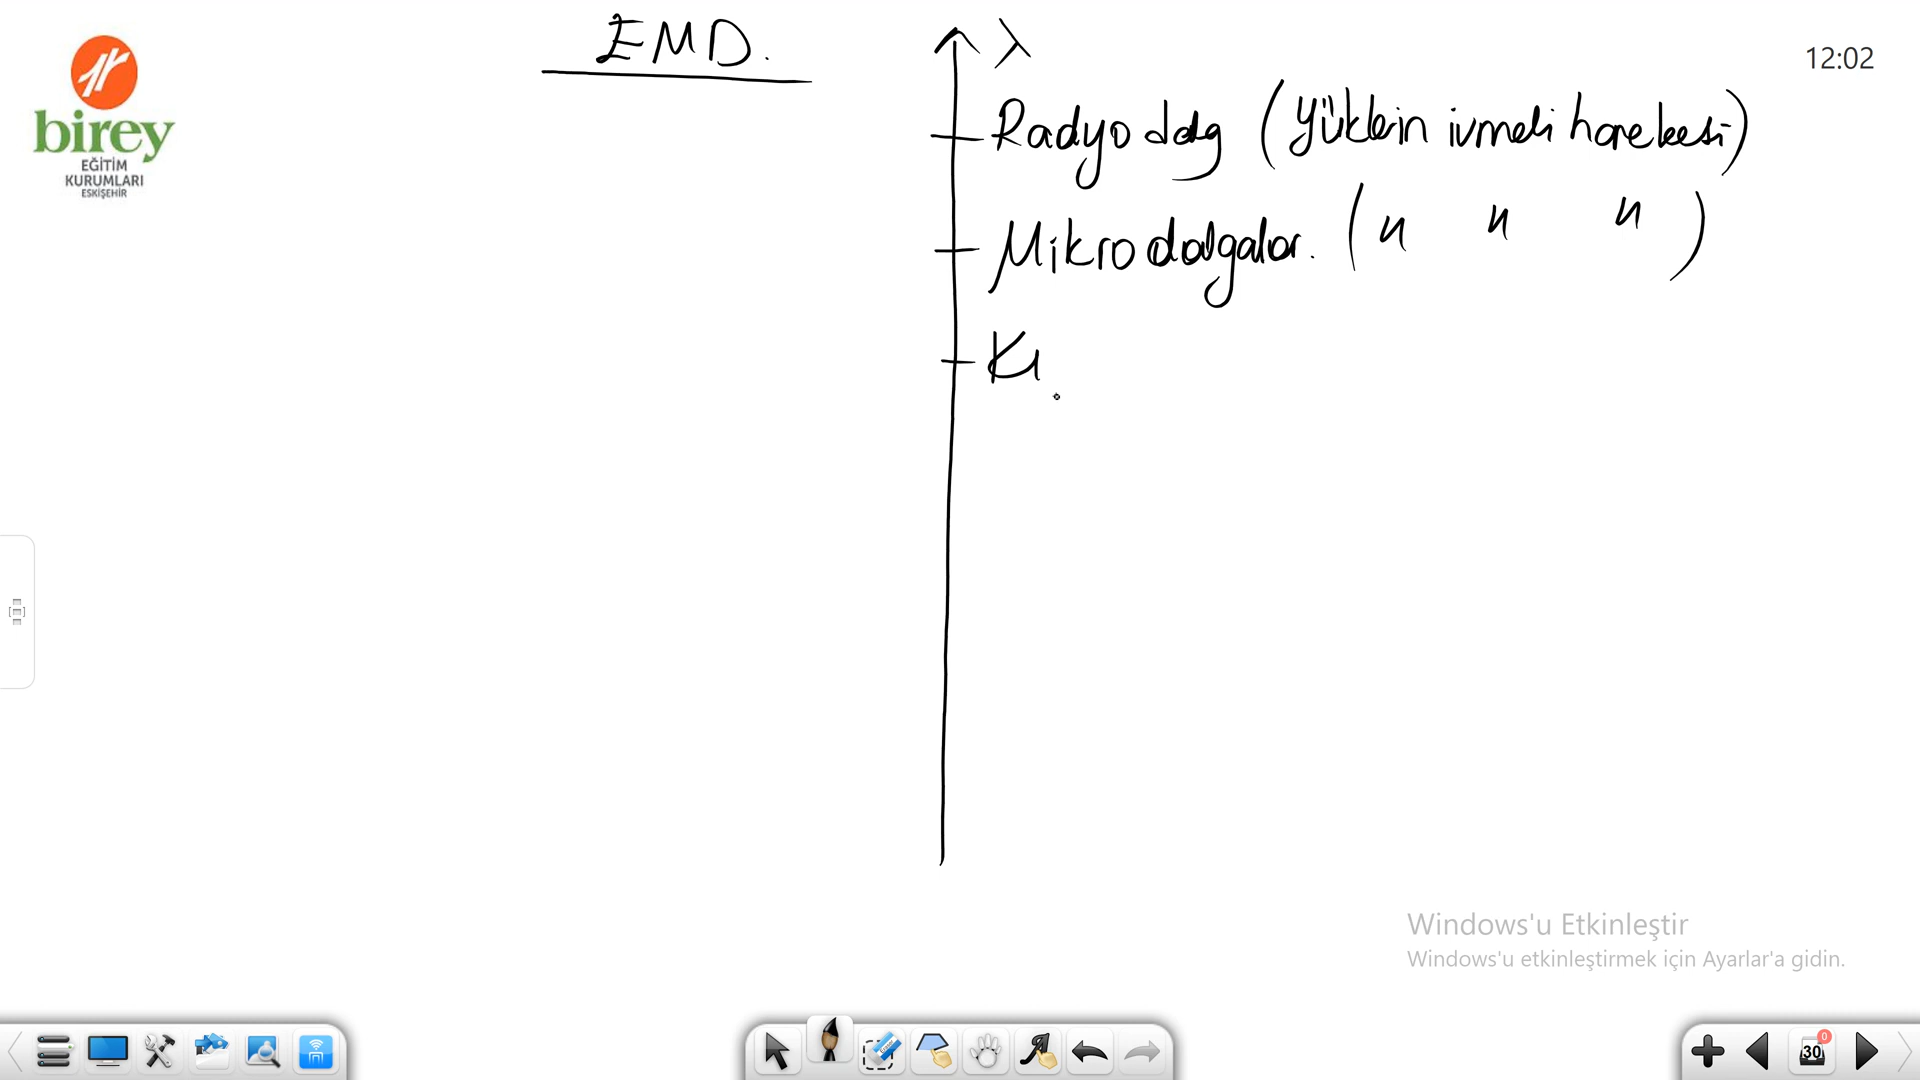 EMD.
λ
12:02
birey
EĞİTİM
KURUMLARI
ESKİŞEHİR
Radyo dalg (Yüklerin ivmeli hareketi)
Mikrodalgalar. (" " ")
Kı
Windows'u Etkinleştir
Windows'u etkinleştirmek için Ayarlar'a gidin.
30
0